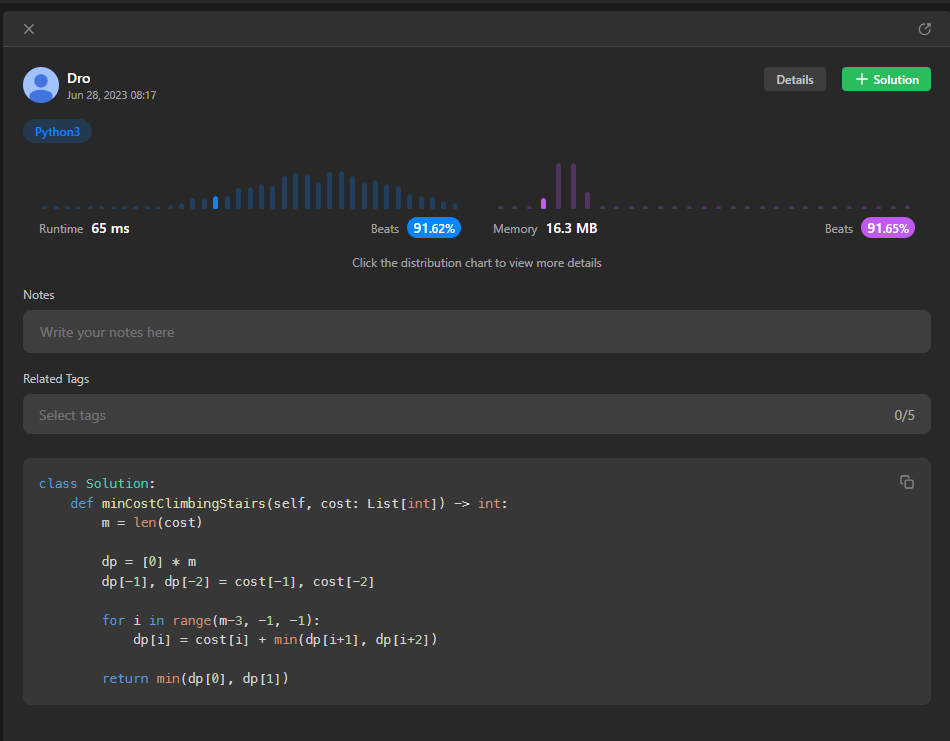 Dro
Jun 28, 2023 08:17
Details
+ Solution
Python3
Runtime 65 ms
Beats 91.62%
Memory 16.3 MB
Beats 91.65%
Click the distribution chart to view more details
Notes
Write your notes here
Related Tags
Select tags
0/5
class Solution:
    def minCostClimbingStairs(self, cost: List[int]) -> int:
        m = len(cost)
        dp = [0] * m
        dp[-1], dp[-2] = cost[-1], cost[-2]
        for i in range(m-3, -1, -1):
            dp[i] = cost[i] + min(dp[i+1], dp[i+2])
        return min(dp[0], dp[1])